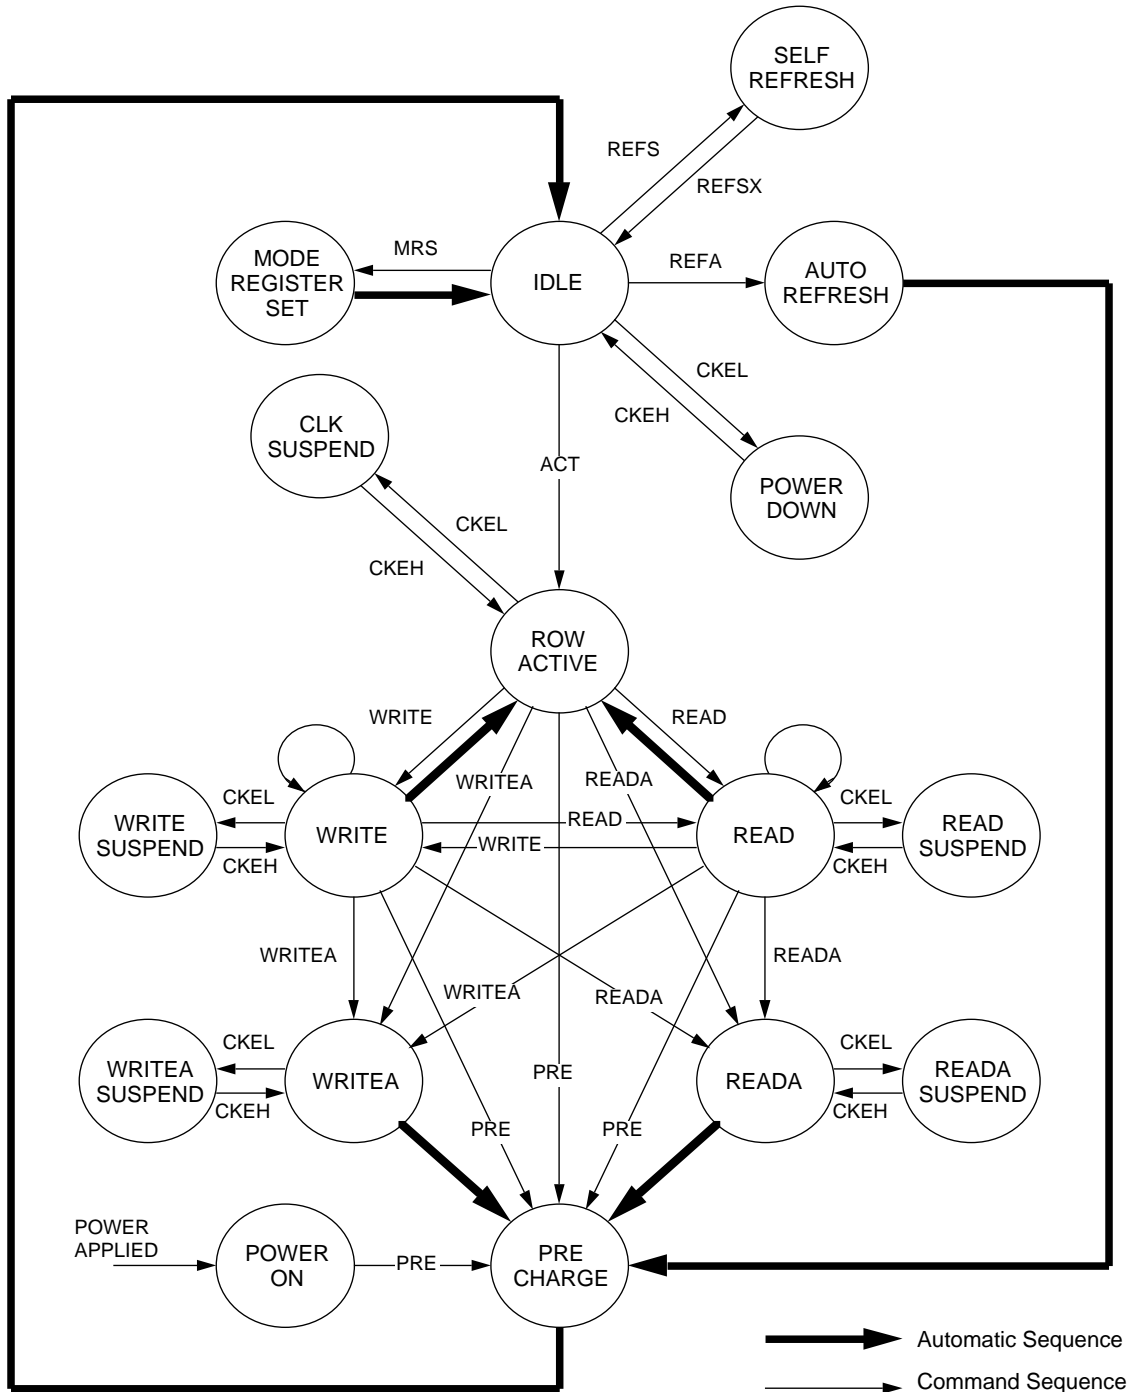 SELF
REFRESH
REFS
REFSX
MODE
REGISTER
SET
MRS
IDLE
REFA
AUTO
REFRESH
CKEL
CKEH
POWER
DOWN
CLK
SUSPEND
ACT
CKEL
CKEH
ROW
ACTIVE
WRITE
READ
WRITEA
READA
WRITE
SUSPEND
CKEL
CKEH
WRITE
READ
WRITE
READ
CKEL
CKEH
READ
SUSPEND
WRITEA
READA
WRITEA
READA
WRITEA
SUSPEND
CKEL
CKEH
WRITEA
PRE
READA
CKEL
CKEH
READA
SUSPEND
PRE
PRE
POWER
APPLIED
POWER
ON
PRE
PRE
CHARGE
Automatic Sequence
Command Sequence